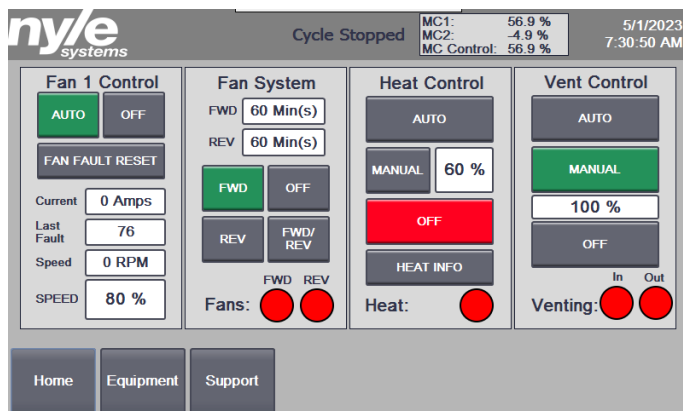 nyle
systems
Cycle Stopped
MC1: 56.9 %
MC2: -4.9 %
MC Control: 56.9 %
5/1/2023
7:30:50 AM
Fan 1 Control
AUTO OFF
FAN FAULT RESET
Current 0 Amps
Last Fault 76
Speed 0 RPM
SPEED 80 %
Fan System
FWD 60 Min(s)
REV 60 Min(s)
FWD OFF
REV FWD/REV
FWD REV
Fans:
Heat Control
AUTO
MANUAL 60 %
OFF
HEAT INFO
Heat:
Vent Control
AUTO
MANUAL
100 %
OFF
In Out
Venting:
Home Equipment Support